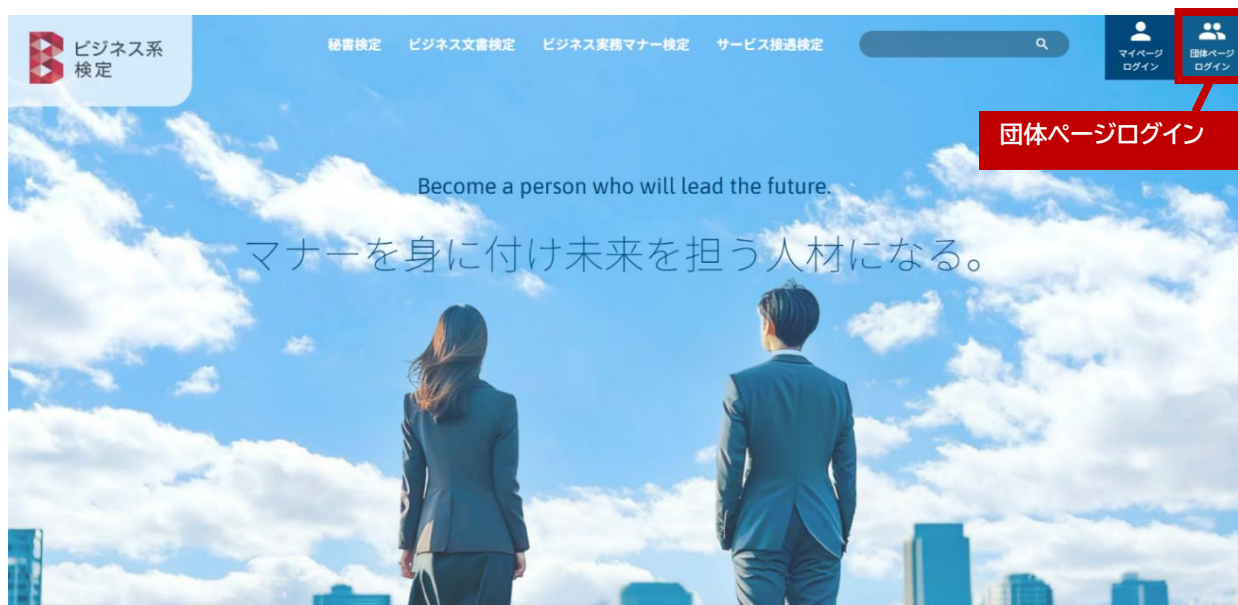 ビジネス系
検定
秘書検定 ビジネス文書検定 ビジネス実務マナー検定 サービス接遇検定
マイページ
ログイン
団体ページ
ログイン
団体ページログイン
Become a person who will lead the future.
マナーを身に付け未来を担う人材になる。